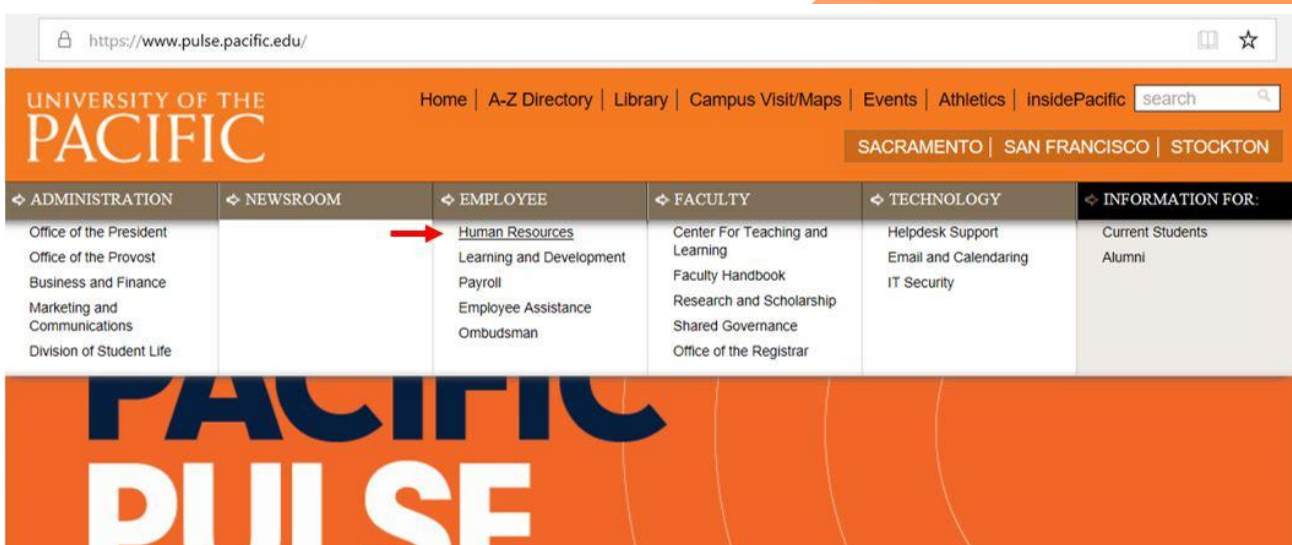 https://www.pulse.pacific.edu/
UNIVERSITY OF THE
PACIFIC
Home | A-Z Directory | Library | Campus Visit/Maps | Events | Athletics | insidePacific
search
SACRAMENTO | SAN FRANCISCO | STOCKTON
ADMINISTRATION
Office of the President
Office of the Provost
Business and Finance
Marketing and
Communications
Division of Student Life
NEWSROOM
EMPLOYEE
Human Resources
Learning and Development
Payroll
Employee Assistance
Ombudsman
FACULTY
Center For Teaching and
Learning
Faculty Handbook
Research and Scholarship
Shared Governance
Office of the Registrar
TECHNOLOGY
Helpdesk Support
Email and Calendaring
IT Security
INFORMATION FOR:
Current Students
Alumni
PACIFIC
PULSE